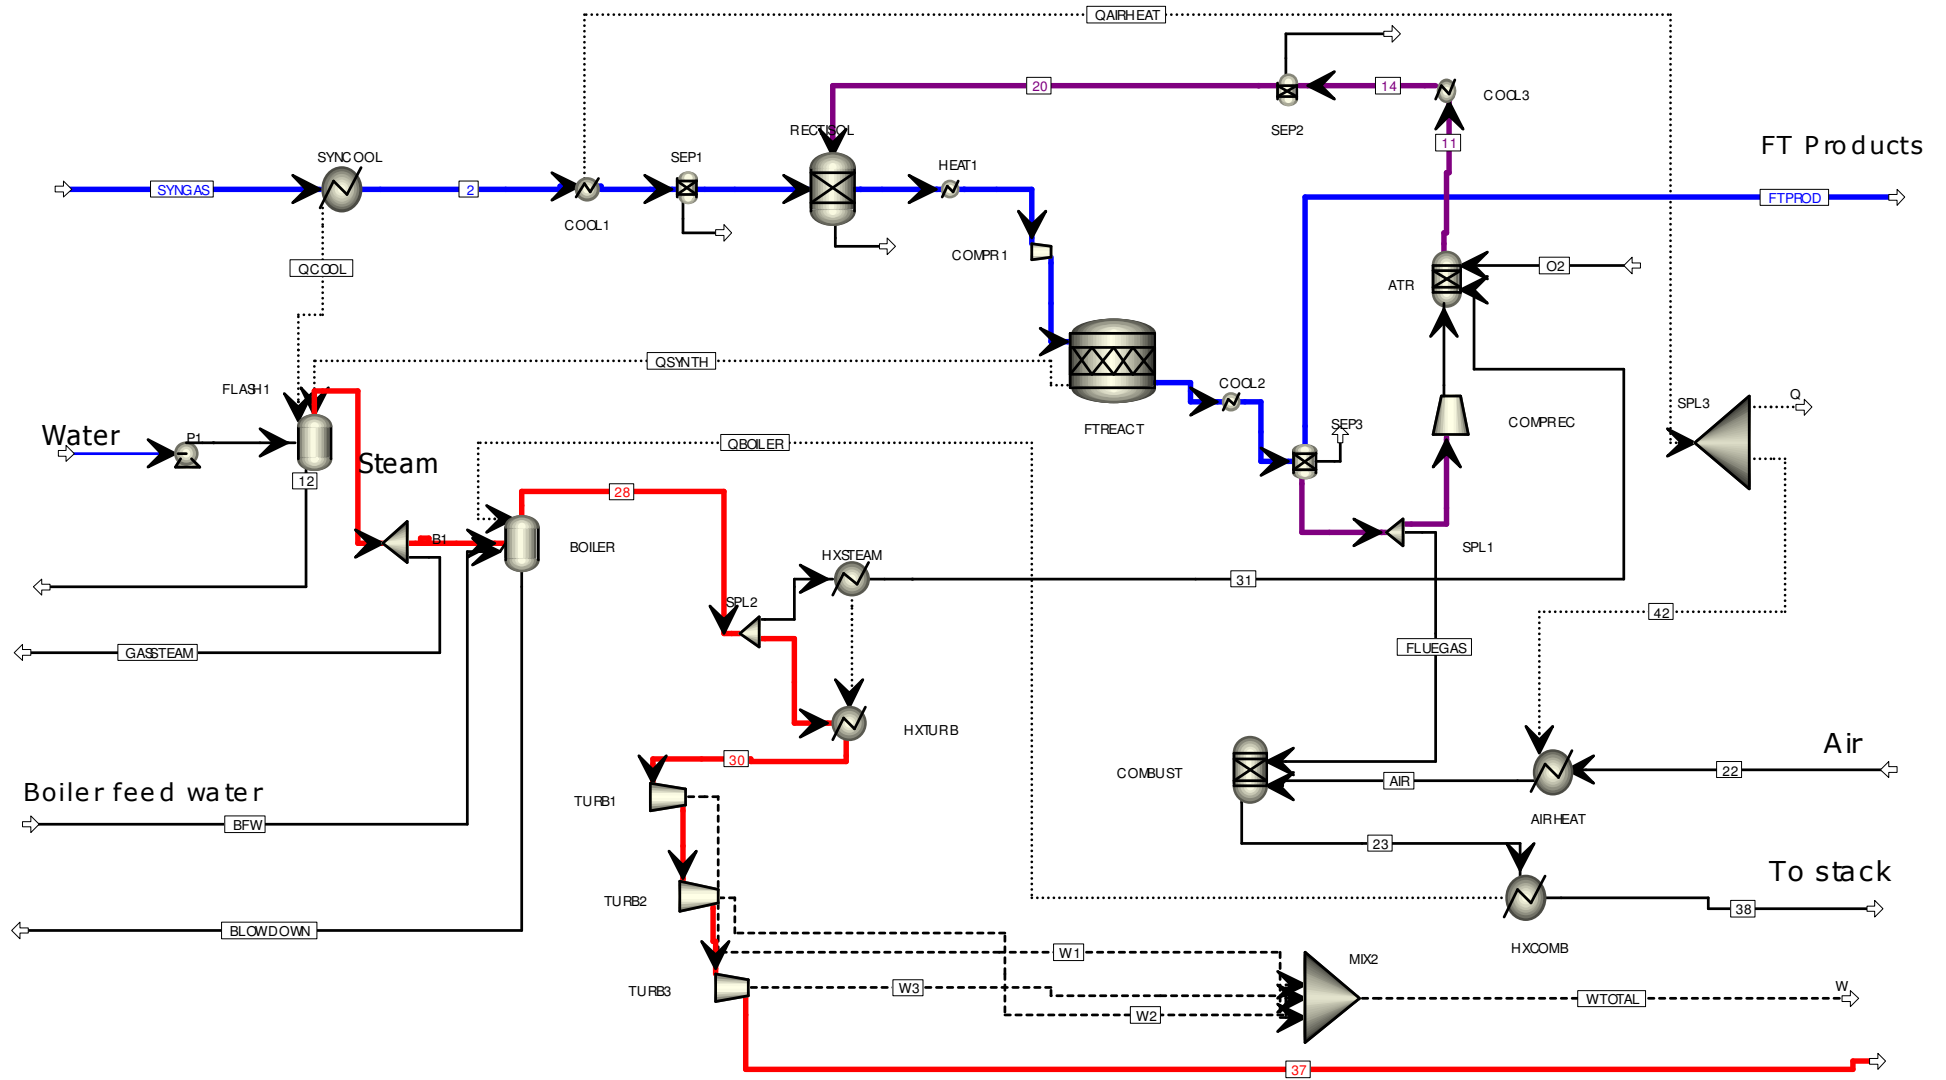 QAIRHEAT
20
14
COOL3
SEP2
RECTISOL
11
FT Products
SYNCOOL
SEP1
HEAT1
SYNGAS
2
FTPROD
COOL1
COMPR1
QCOOL
O2
ATR
QSYNTH
FLASH1
COOL2
SPL3
Q
FTREACT
COMPREC
SEP3
Water
P1
QBOILER
Steam
12
28
B1
BOILER
SPL1
HXSTEAM
31
SPL2
42
GASSTEAM
FLUEGAS
HXTURB
Air
30
COMBUST
AIR
22
TURB1
Boiler feed water
BFW
AIRHEAT
23
To stack
TURB2
38
BLOWDOWN
HXCOMB
W1
MIX2
TURB3
W3
W
WTOTAL
W2
37